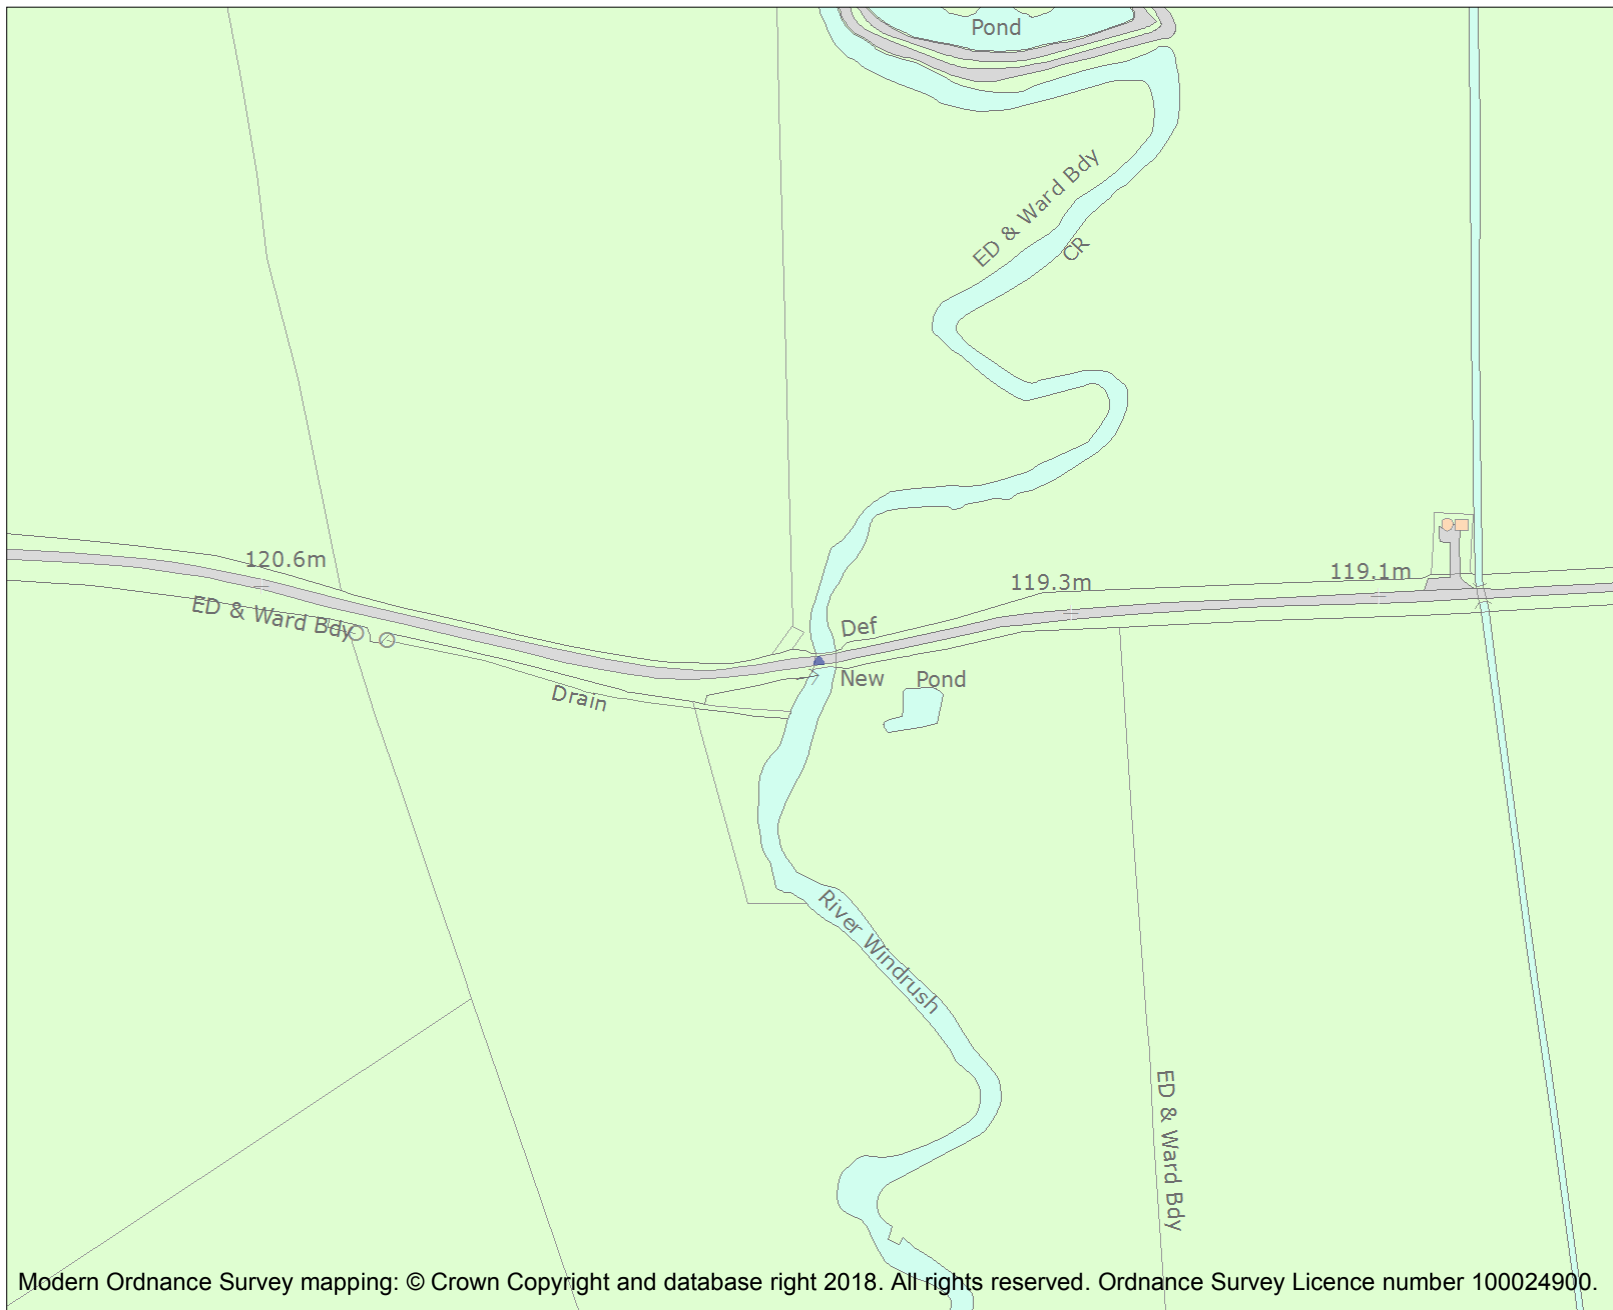 Pond
ED & Ward Bdy
CR
120.6m
119.3m
119.1m
ED & Ward Bdy
Def
New
Pond
Drain
River Windrush
ED & Ward Bdy
Modern Ordnance Survey mapping: © Crown Copyright and database right 2018. All rights reserved. Ordnance Survey Licence number 100024900.